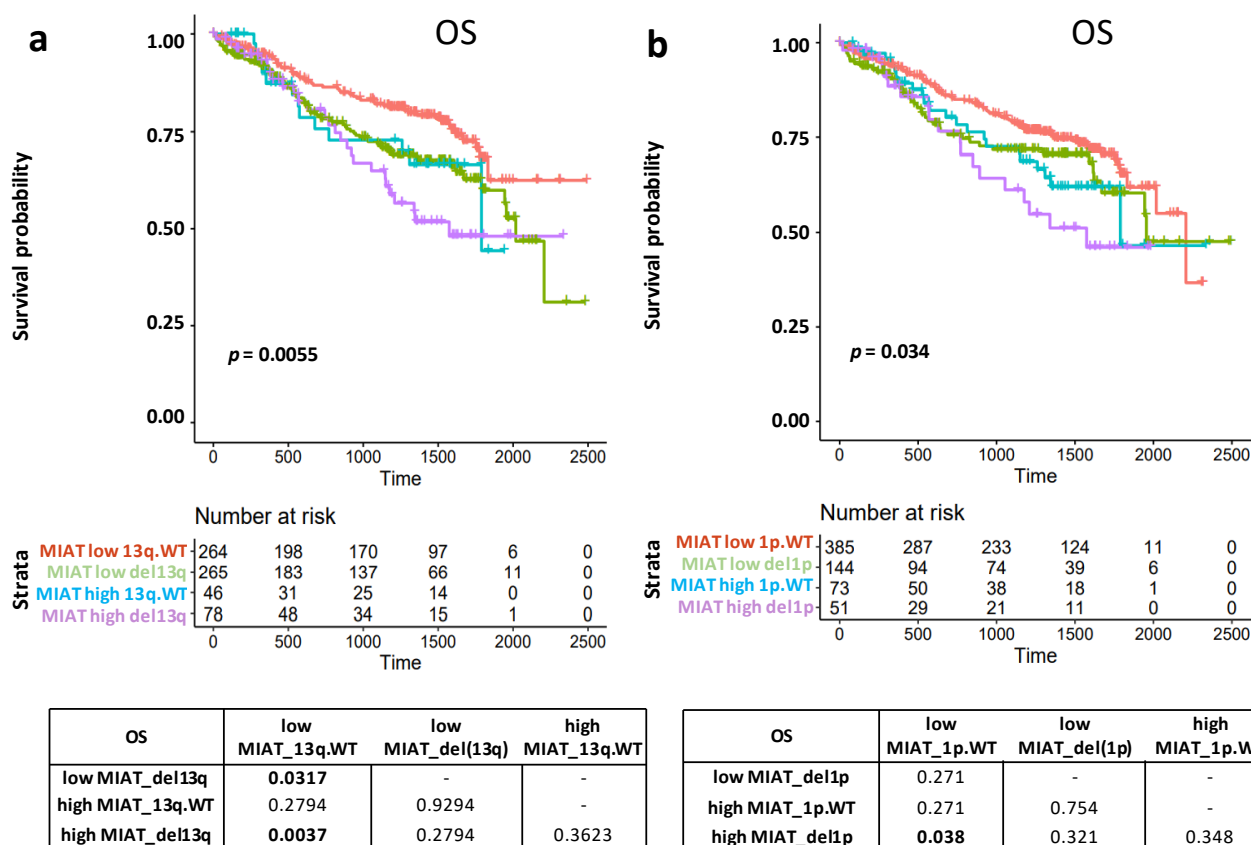 a
OS
Survival probability
1.00
0.75
0.50
0.25
0.00
p = 0.0055
0 500 1000 1500 2000 2500
Time
Number at risk
Strata
MIAT low 13q.WT 264 198 170 97 6 0
MIAT low del13q 265 183 137 66 11 0
MIAT high 13q.WT 46 31 25 14 0 0
MIAT high del13q 78 48 34 15 1 0
0 500 1000 1500 2000 2500
Time
OS low MIAT_13q.WT low MIAT_del(13q) high MIAT_13q.WT
low MIAT_del13q 0.0317 - -
high MIAT_13q.WT 0.2794 0.9294 -
high MIAT_del13q 0.0037 0.2794 0.3623
b
OS
Survival probability
1.00
0.75
0.50
0.25
0.00
p = 0.034
0 500 1000 1500 2000 2500
Time
Number at risk
Strata
MIAT low 1p.WT 385 287 233 124 11 0
MIAT low del1p 144 94 74 39 6 0
MIAT high 1p.WT 73 50 38 18 1 0
MIAT high del1p 51 29 21 11 0 0
0 500 1000 1500 2000 2500
Time
OS low MIAT_1p.WT low MIAT_del(1p) high MIAT_1p.W
low MIAT_del1p 0.271 - -
high MIAT_1p.WT 0.271 0.754 -
high MIAT_del1p 0.038 0.321 0.348